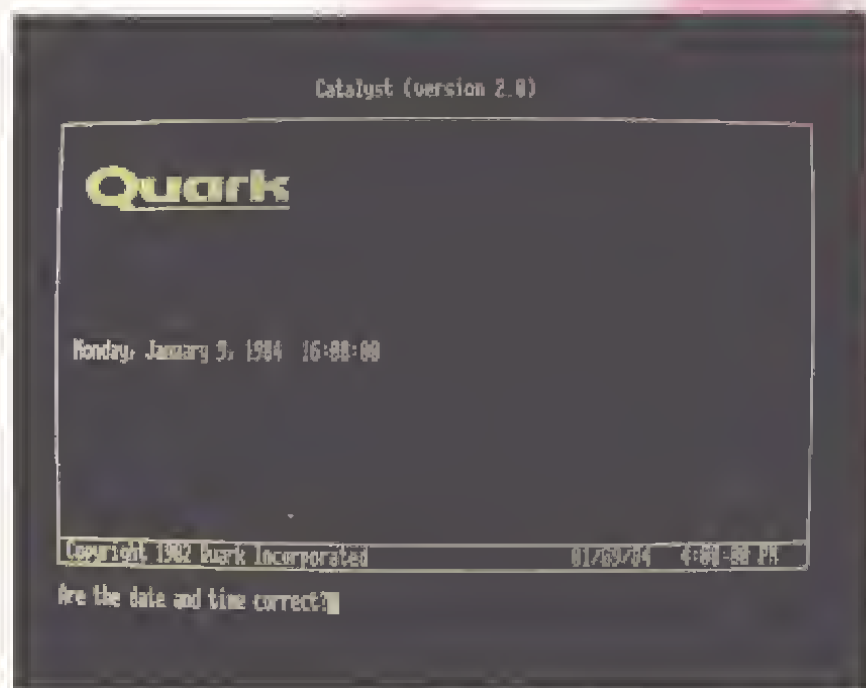 Catalyst (version 2.0)
Quark
Monday, January 9, 1984 16:00:00
Copyright 1982 Quark Incorporated 01/09/84 4:00:00 PM
Are the date and time correct?